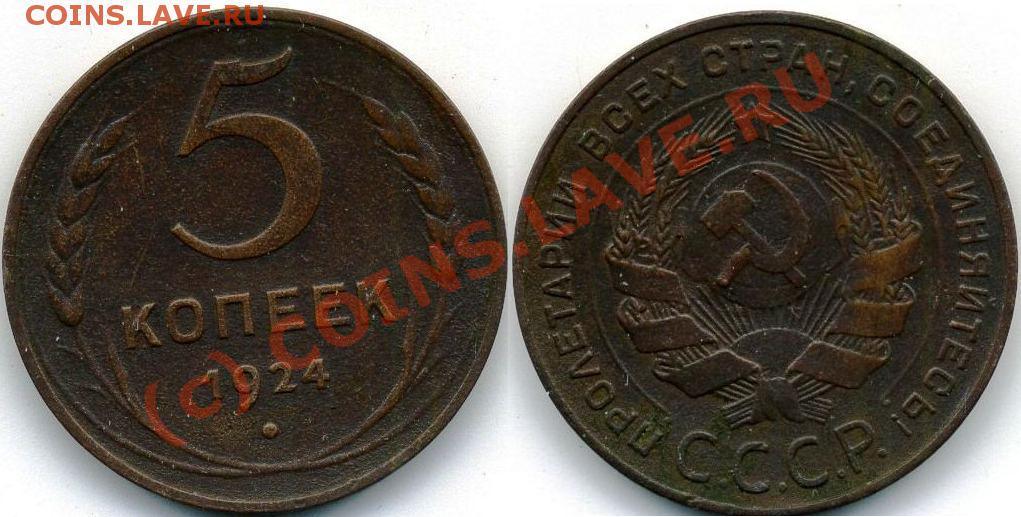 COINS.LAVE.RU
5
КОПЕЕК
1924
(c) COINS.LAVE.RU
ПРОЛЕТАРИИ ВСЕХ СТРАН, СОЕДИНЯЙТЕСЬ!
С.С.С.Р.